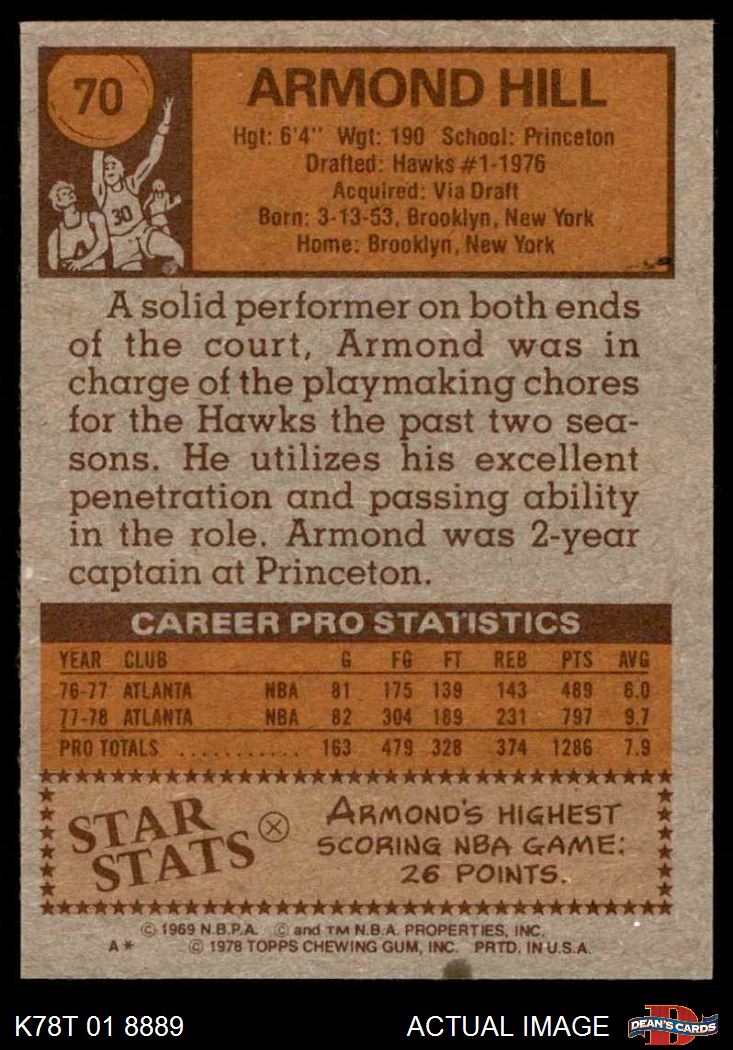 70
ARMOND HILL
Hgt: 6'4" Wgt: 190 School: Princeton
Drafted: Hawks #1-1976
Acquired: Via Draft
Born: 3-13-53, Brooklyn, New York
Home: Brooklyn, New York
30
A solid performer on both ends
of the court, Armond was in
charge of the playmaking chores
for the Hawks the past two sea-
sons. He utilizes his excellent
penetration and passing ability
in the role. Armond was 2-year
captain at Princeton.
CAREER PRO STATISTICS
YEAR CLUB G FG FT REB PTS AVG
76-77 ATLANTA NBA 81 175 139 143 489 6.0
77-78 ATLANTA NBA 82 304 189 231 797 9.7
PRO TOTALS ........... 163 479 328 374 1286 7.9
STAR
STATS
ARMOND'S HIGHEST
SCORING NBA GAME:
26 POINTS.
© 1969 N.B.P.A. © and TM N.B.A. PROPERTIES, INC.
A* © 1978 TOPPS CHEWING GUM, INC. PRTD. IN U.S.A.
K78T 01 8889 ACTUAL IMAGE
D
DEAN'S CARDS